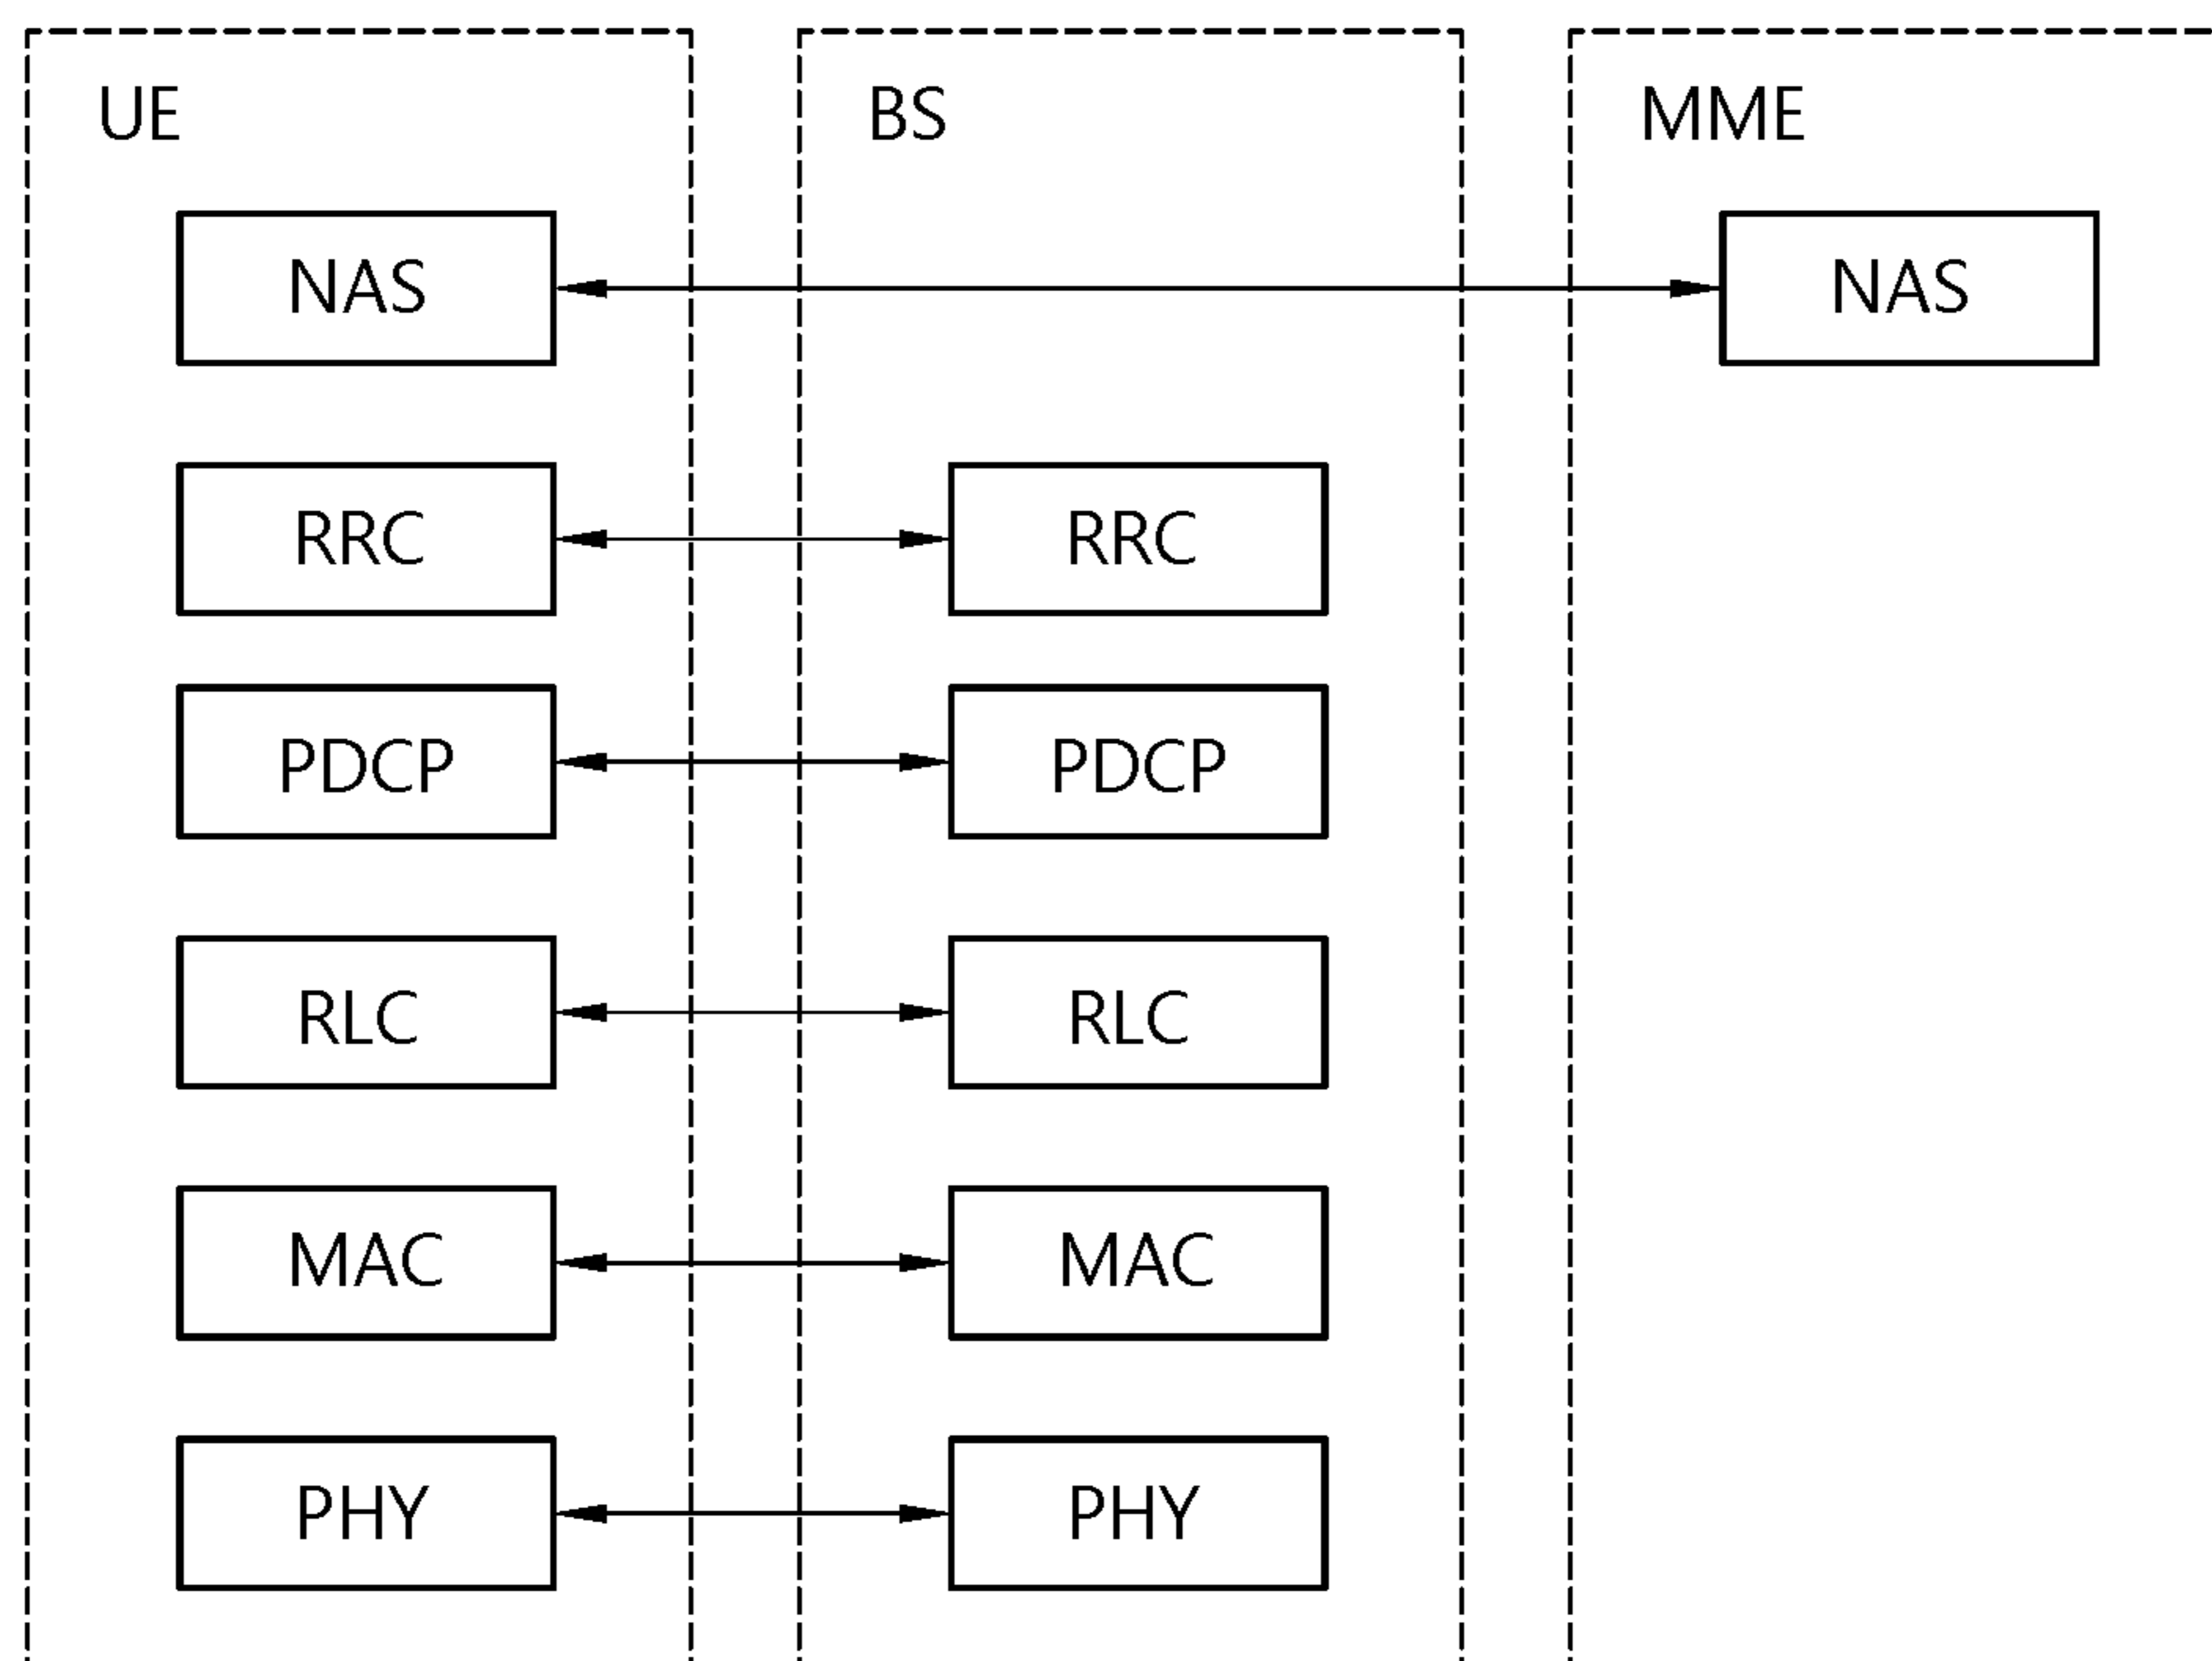 UE BS MME
NAS NAS
RRC RRC
PDCP PDCP
RLC RLC
MAC MAC
PHY PHY